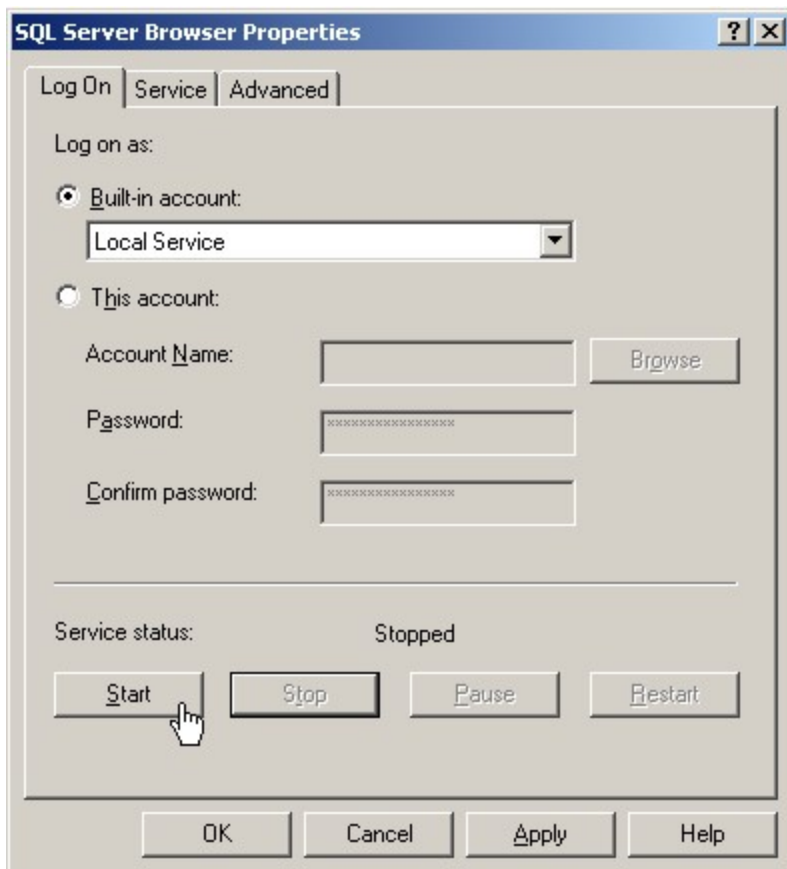 SQL Server Browser Properties
Log On Service Advanced
Log on as:
Built-in account:
Local Service
This account:
Account Name: Browse
Password: ****************
Confirm password: ****************
Service status: Stopped
Start Stop Pause Restart
OK Cancel Apply Help